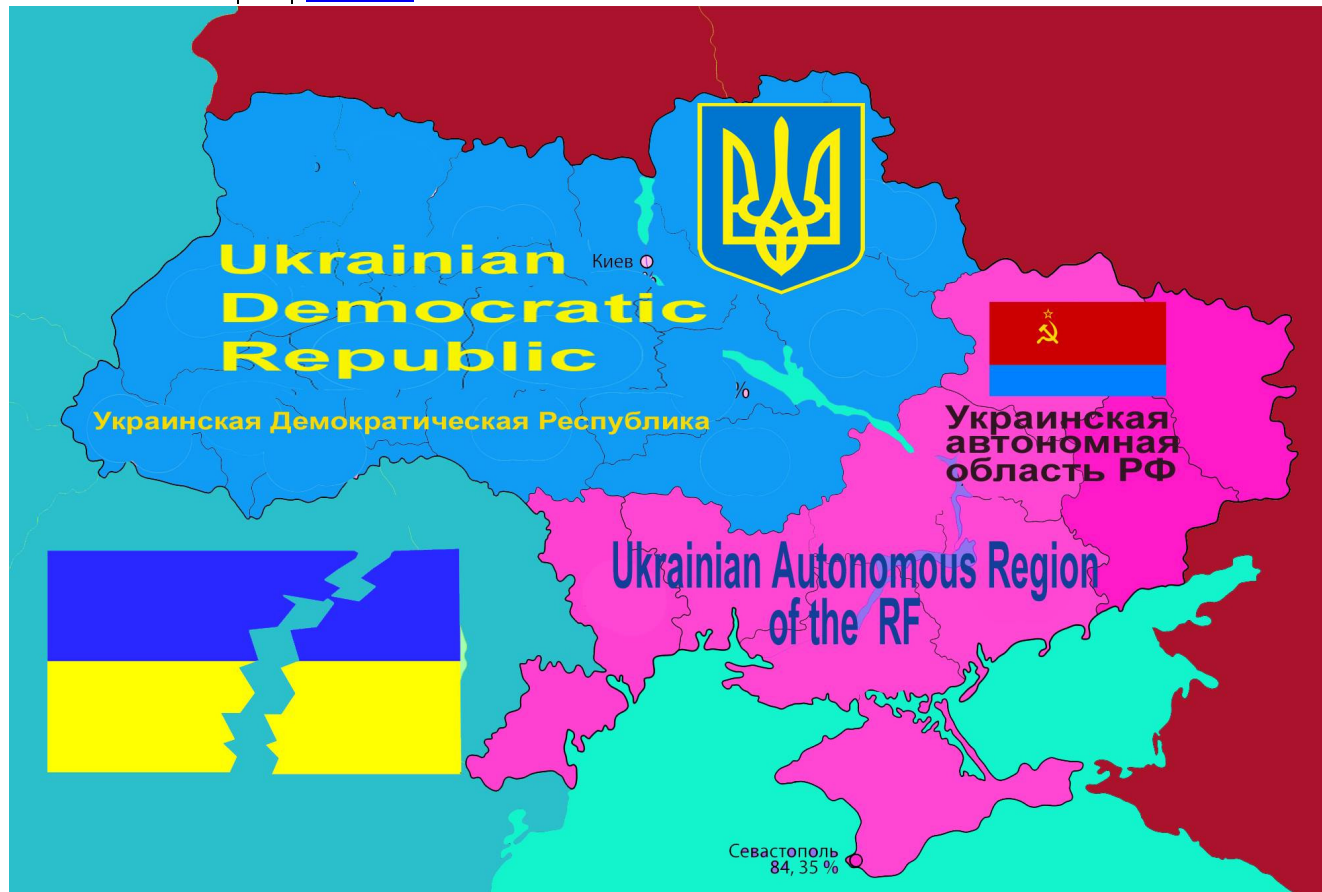 Киев
Ukrainian
Democratic
Republic
%
Украинская Демократическая Республика
Украинская
автономная
область РФ
Ukrainian Autonomous Region
of the RF
Севастополь
84, 35 %